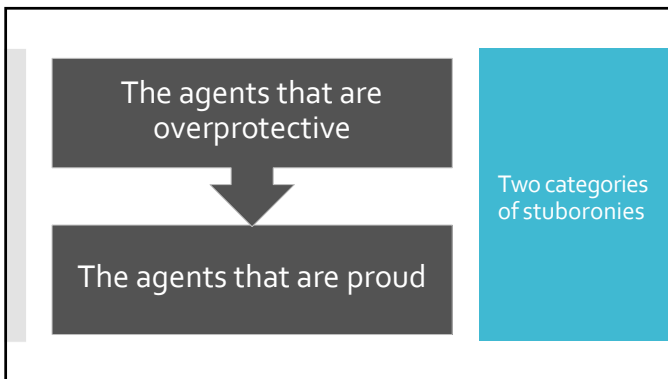 The agents that are
overprotective
The agents that are proud
Two categories
of stuboronies